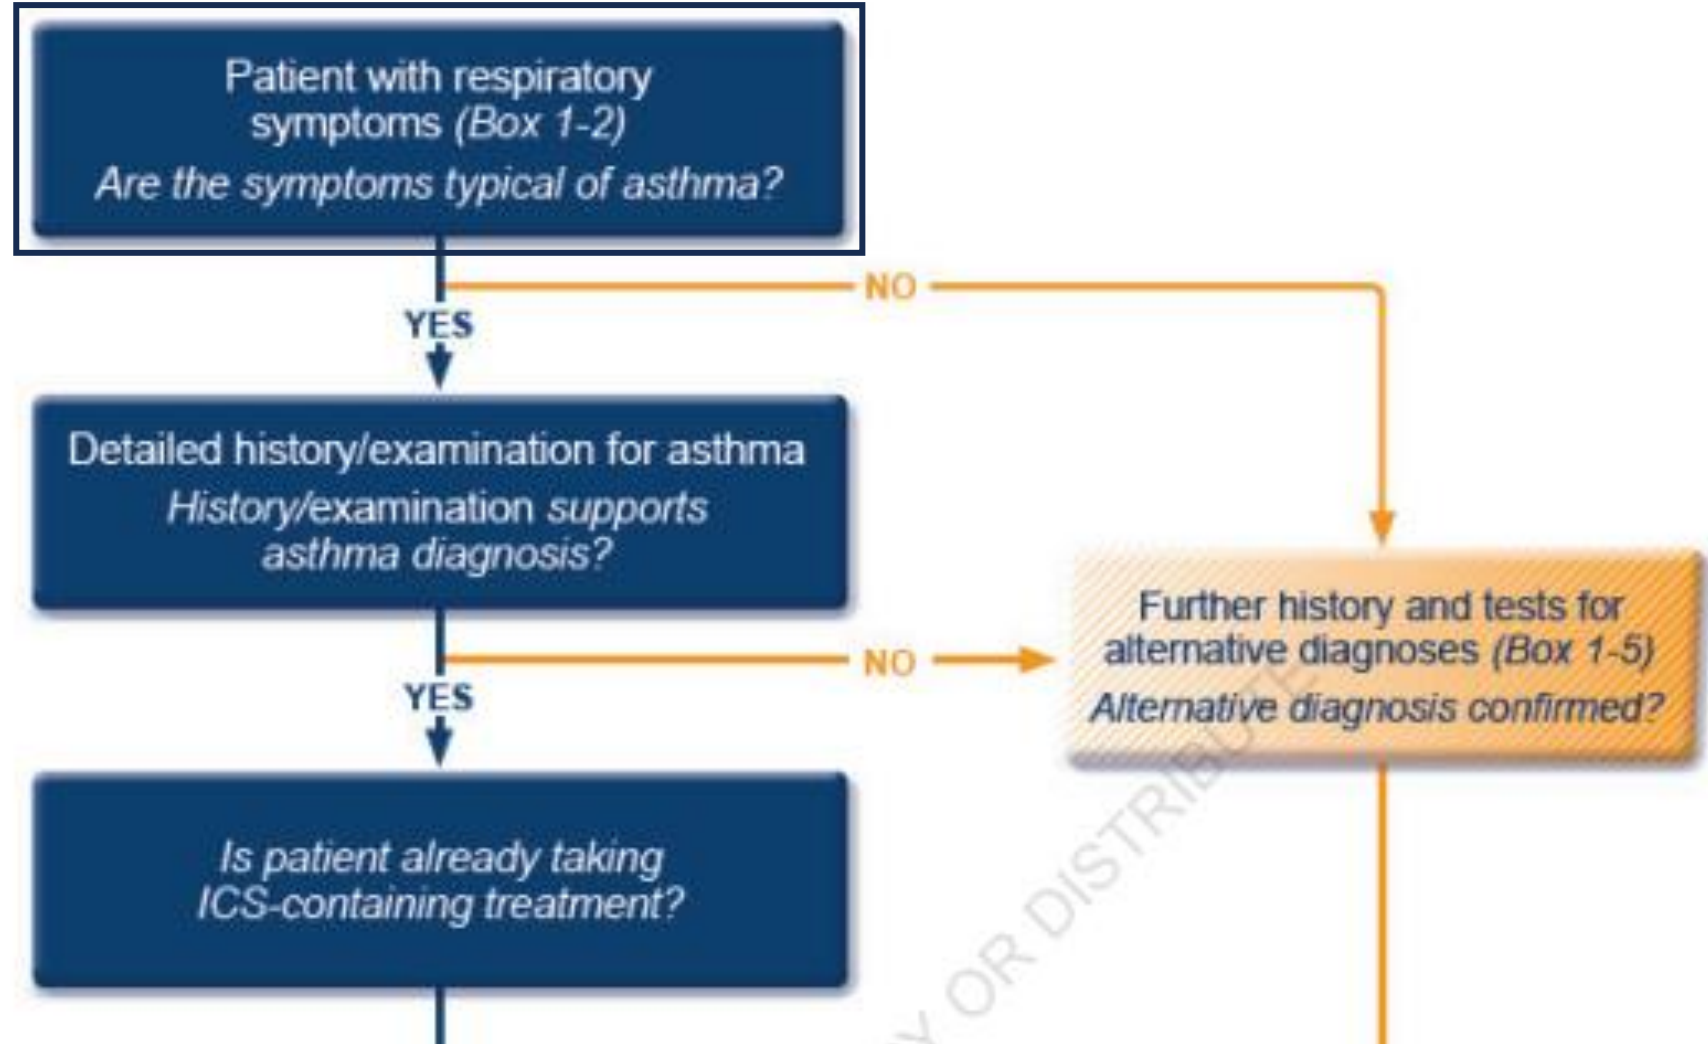 Patient with respiratory
symptoms (Box 1-2)
Are the symptoms typical of asthma?
NO
YES
Detailed history/examination for asthma
History/examination supports
asthma diagnosis?
NO
YES
Further history and tests for
alternative diagnoses (Box 1-5)
Alternative diagnosis confirmed?
Is patient already taking
ICS-containing treatment?
OR DISTRIBUTE